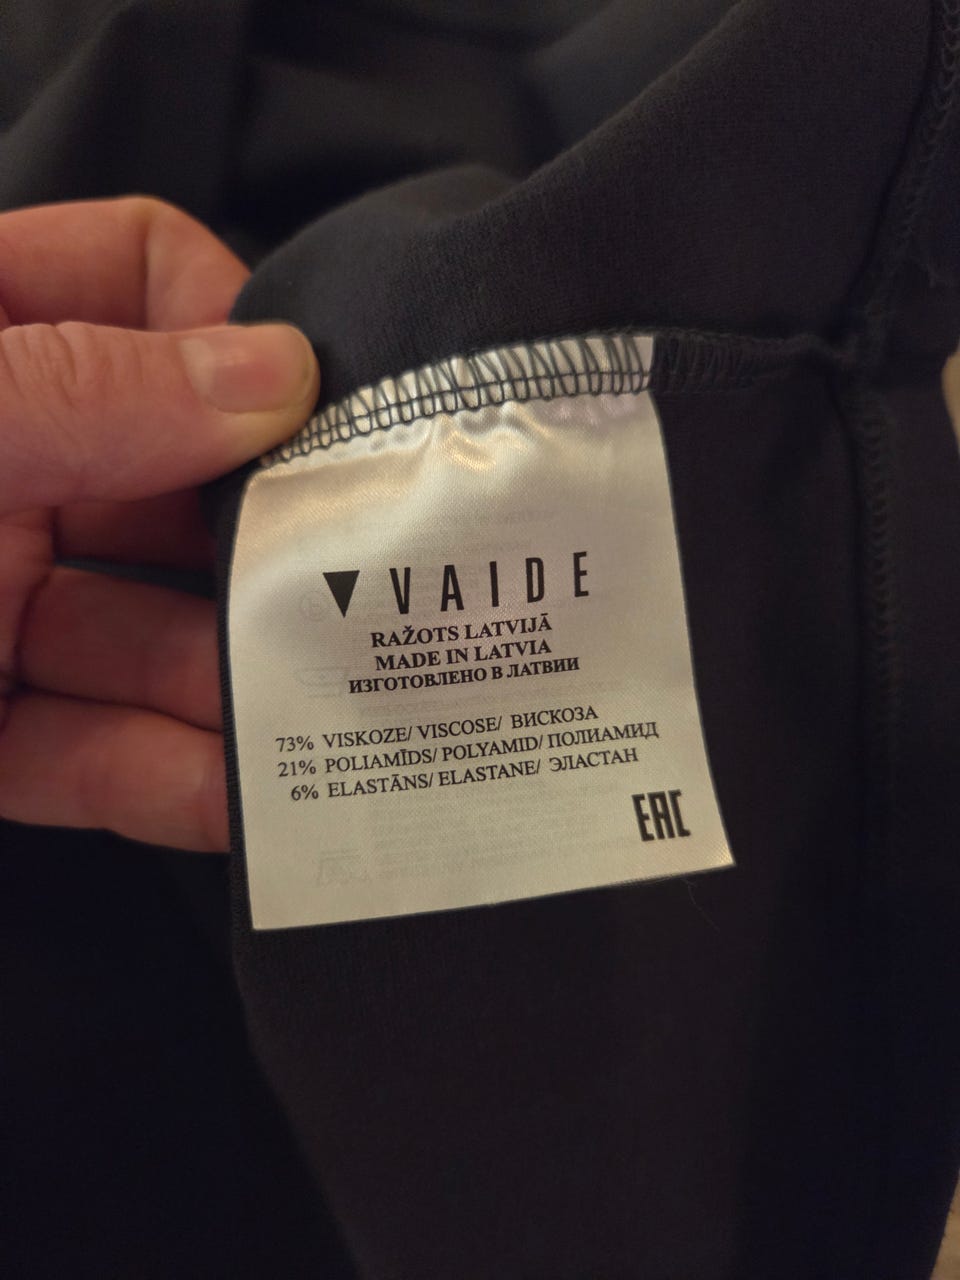 VAIDE
RAŽOTS LATVIJĀ
MADE IN LATVIA
ИЗГОТОВЛЕНО В ЛАТВИИ
73% VISKOZE/ VISCOSE/ ВИСКОЗА
21% POLIAMĪDS/ POLYAMID/ ПОЛИАМИД
6% ELASTĀNS/ ELASTANE/ ЭЛАСТАН
EAC